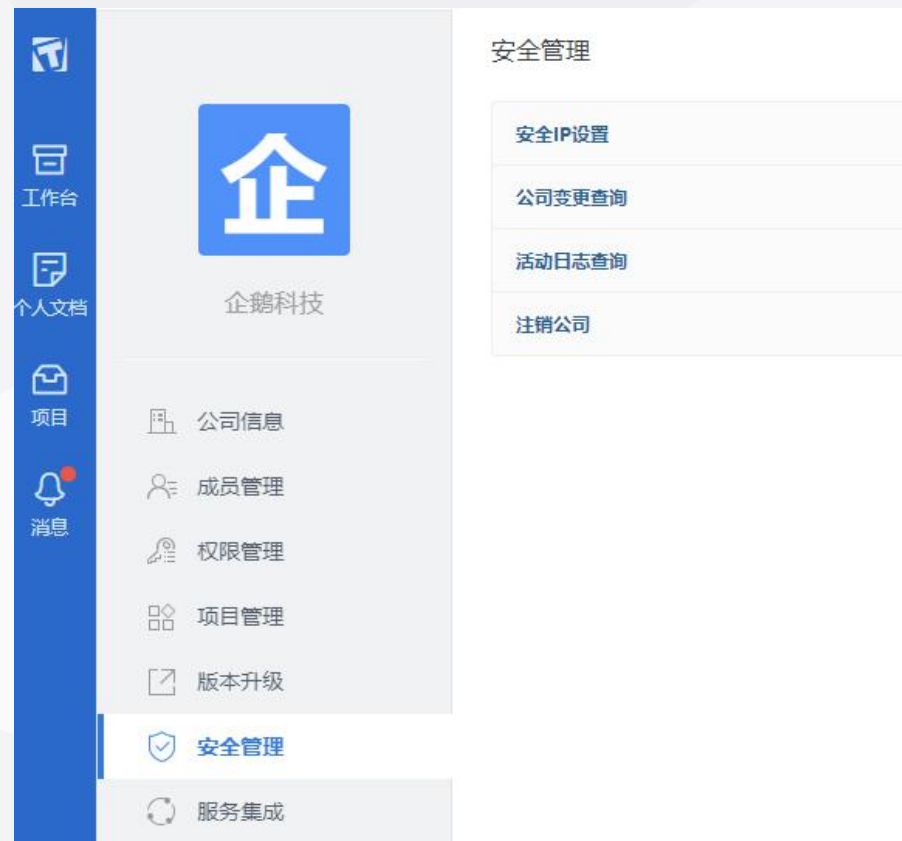 工作台
个人文档
项目
消息
企
企鹅科技
公司信息
成员管理
权限管理
项目管理
版本升级
安全管理
服务集成
安全管理
安全IP设置
公司变更查询
活动日志查询
注销公司